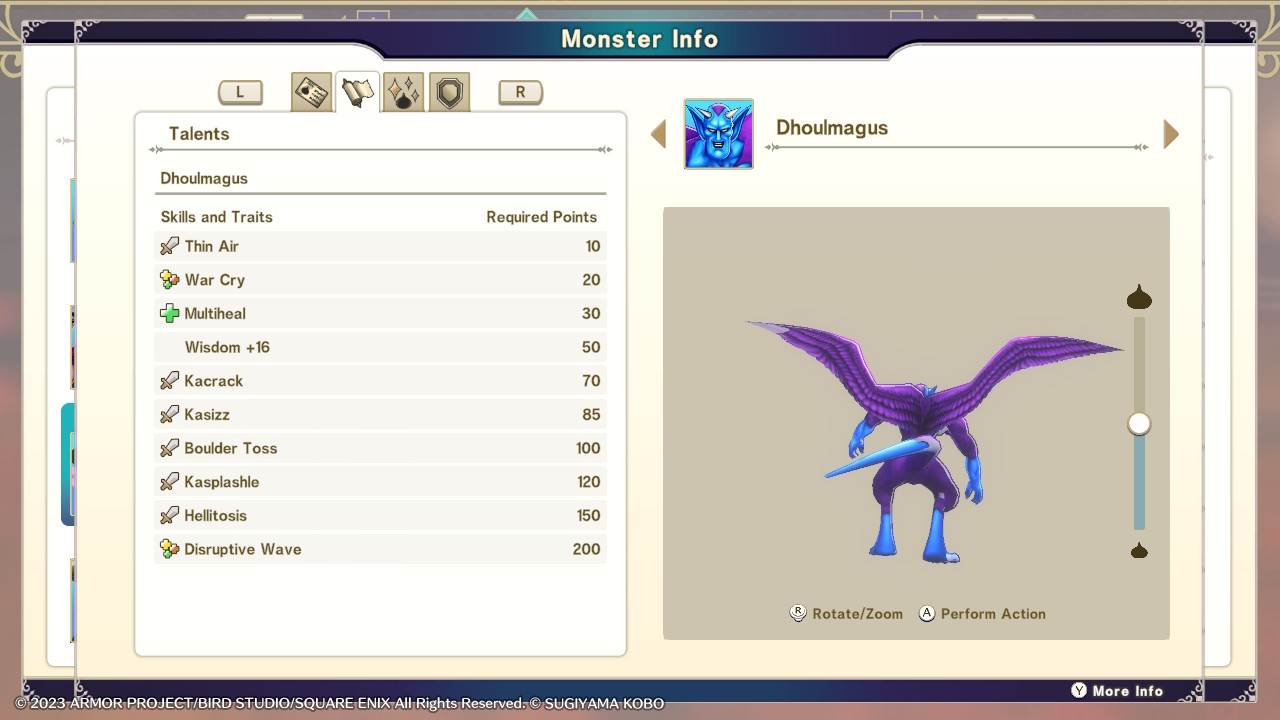 Monster Info
L
R
Talents
Dhoulmagus
Dhoulmagus
Skills and Traits Required Points
Thin Air 10
War Cry 20
Multiheal 30
Wisdom +16 50
Kacrack 70
Kasizz 85
Boulder Toss 100
Kasplashle 120
Hellitosis 150
Disruptive Wave 200
R Rotate/Zoom A Perform Action
Y More Info
© 2023 ARMOR PROJECT/BIRD STUDIO/SQUARE ENIX All Rights Reserved. © SUGIYAMA KOBO